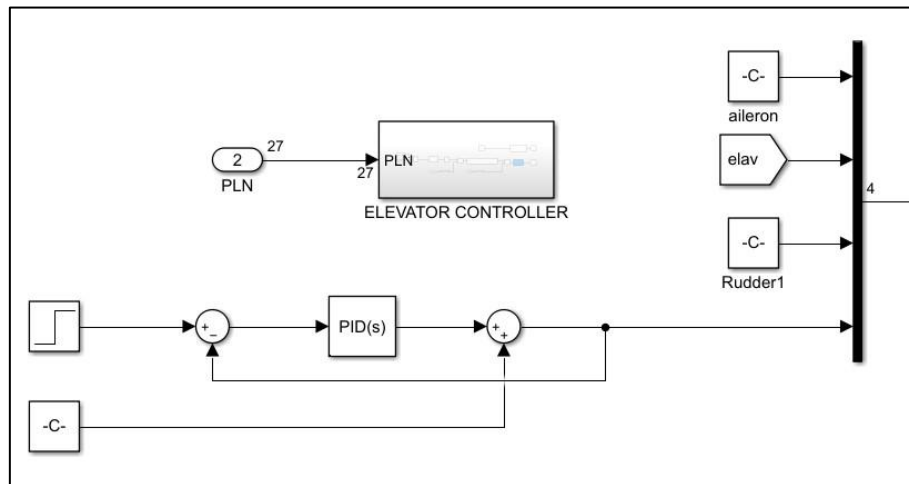 -C-
aileron
27
2
PLN
27
PLN
ELEVATOR CONTROLLER
elav
4
-C-
Rudder1
+
−
PID(s)
+
+
-C-